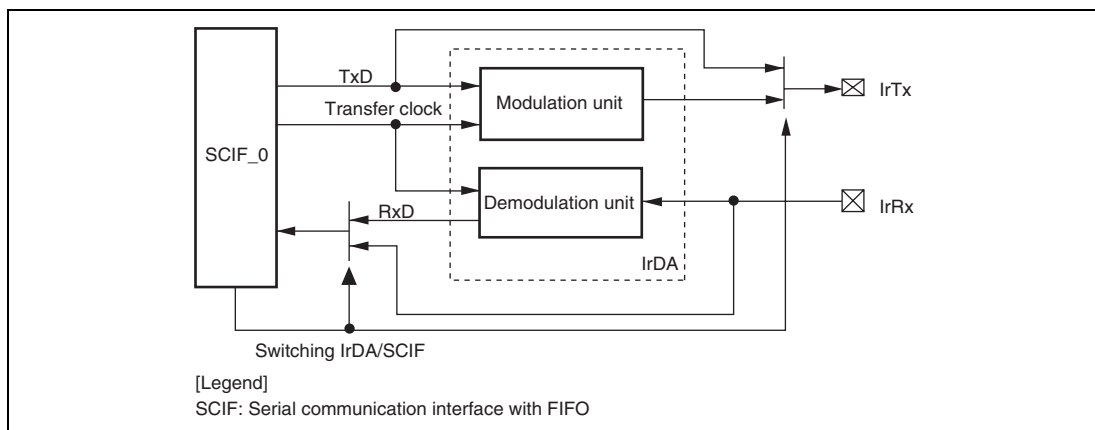 TxD
Modulation unit
IrTx
Transfer clock
SCIF_0
Demodulation unit
IrRx
RxD
IrDA
Switching IrDA/SCIF
[Legend]
SCIF: Serial communication interface with FIFO